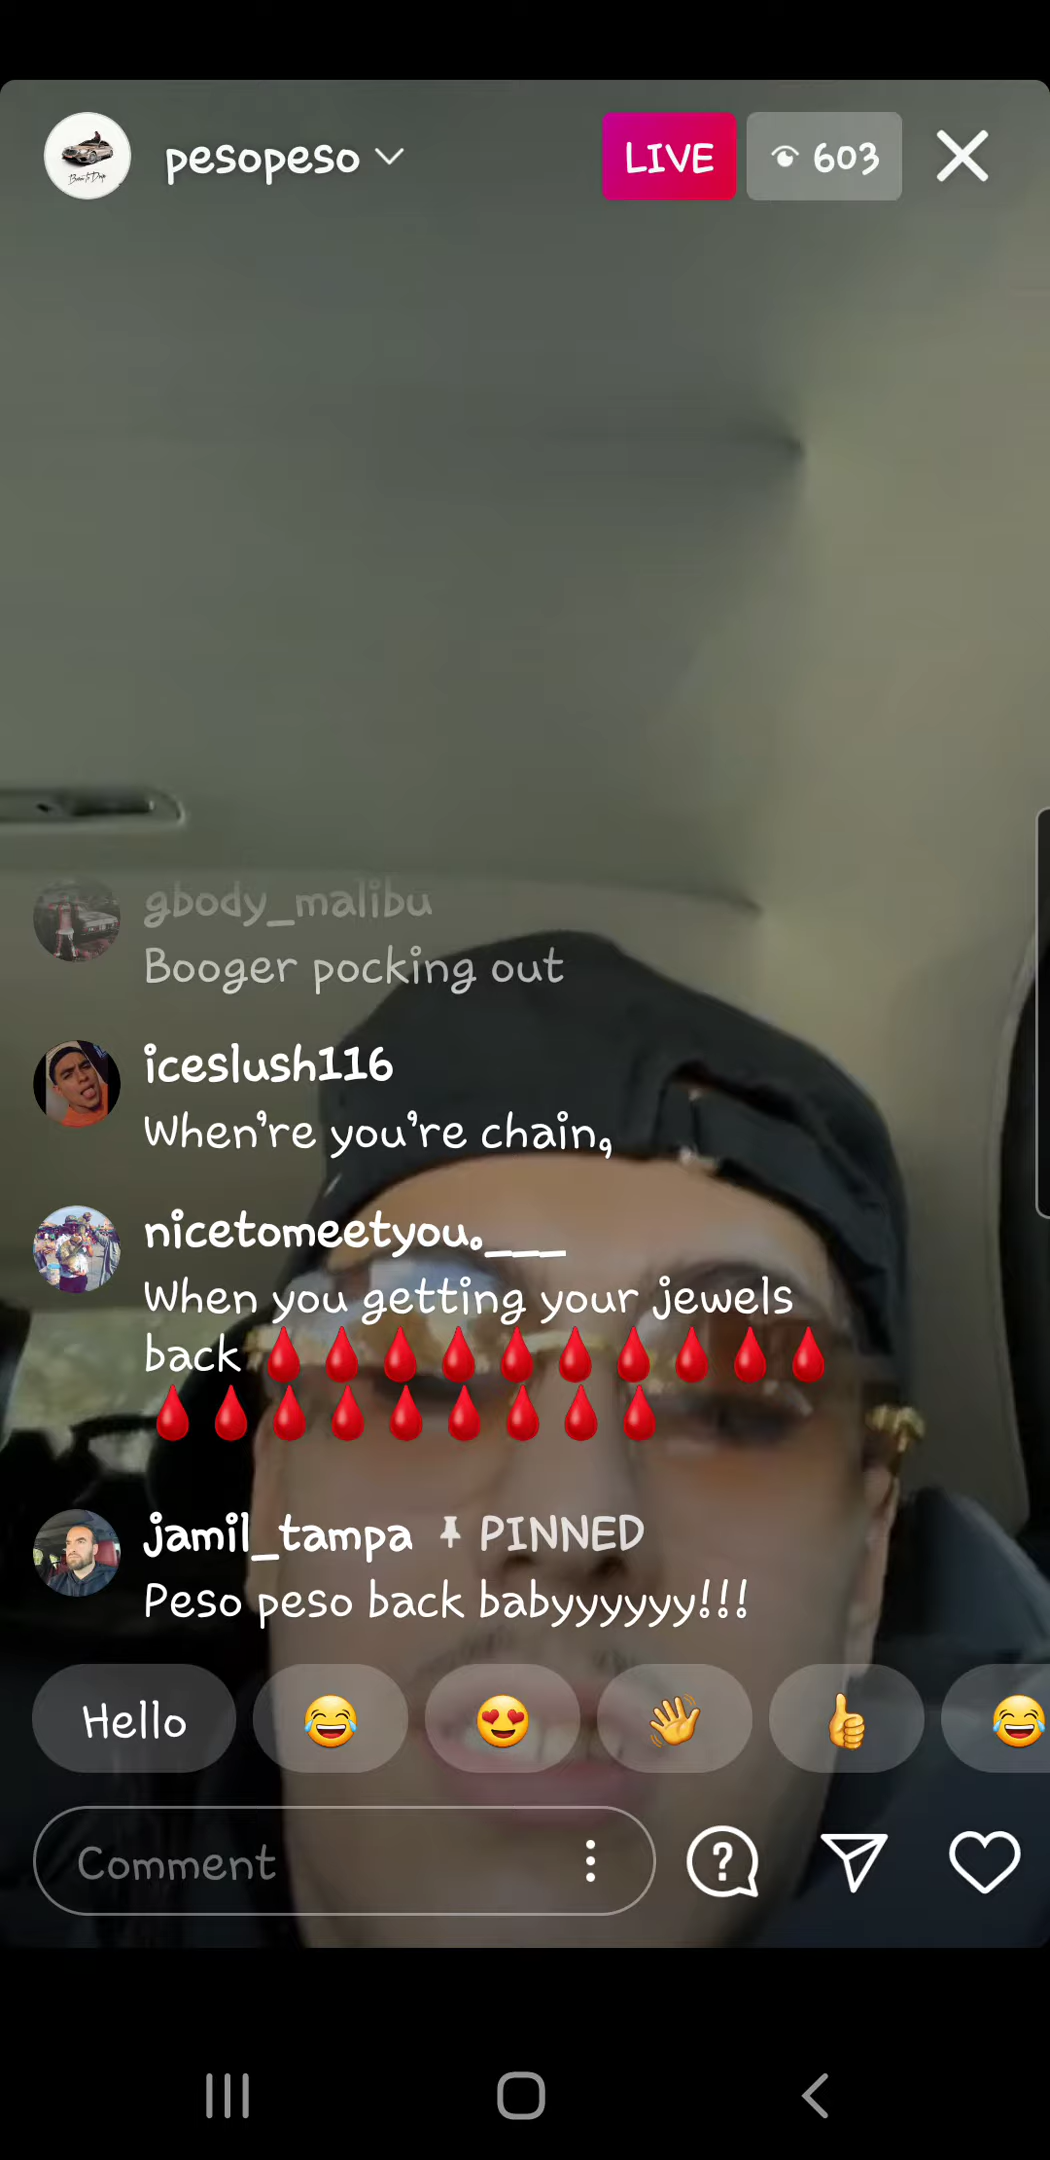 pesopeso
LIVE
603
gbody_malibu
Booger pocking out
iceslush116
When're you're chain,
nicetomeetyou.___
When you getting your jewels
back 🩸🩸🩸🩸🩸🩸🩸🩸🩸🩸
🩸🩸🩸🩸🩸🩸🩸🩸🩸
jamil_tampa 📌 PINNED
Peso peso back babyyyyyy!!!
Hello 😂 😍 👋 👍 😂
Comment